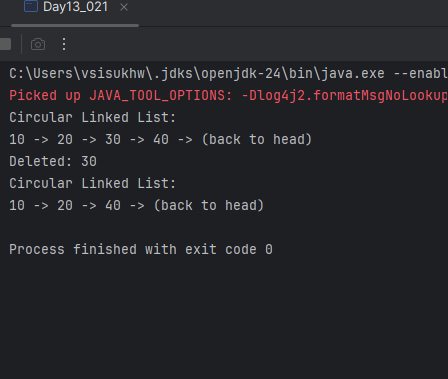 Day13_021
C:\Users\vsisukhw\.jdks\openjdk-24\bin\java.exe --enabl
Picked up JAVA_TOOL_OPTIONS: -Dlog4j2.formatMsgNoLookup
Circular Linked List:
10 -> 20 -> 30 -> 40 -> (back to head)
Deleted: 30
Circular Linked List:
10 -> 20 -> 40 -> (back to head)
Process finished with exit code 0